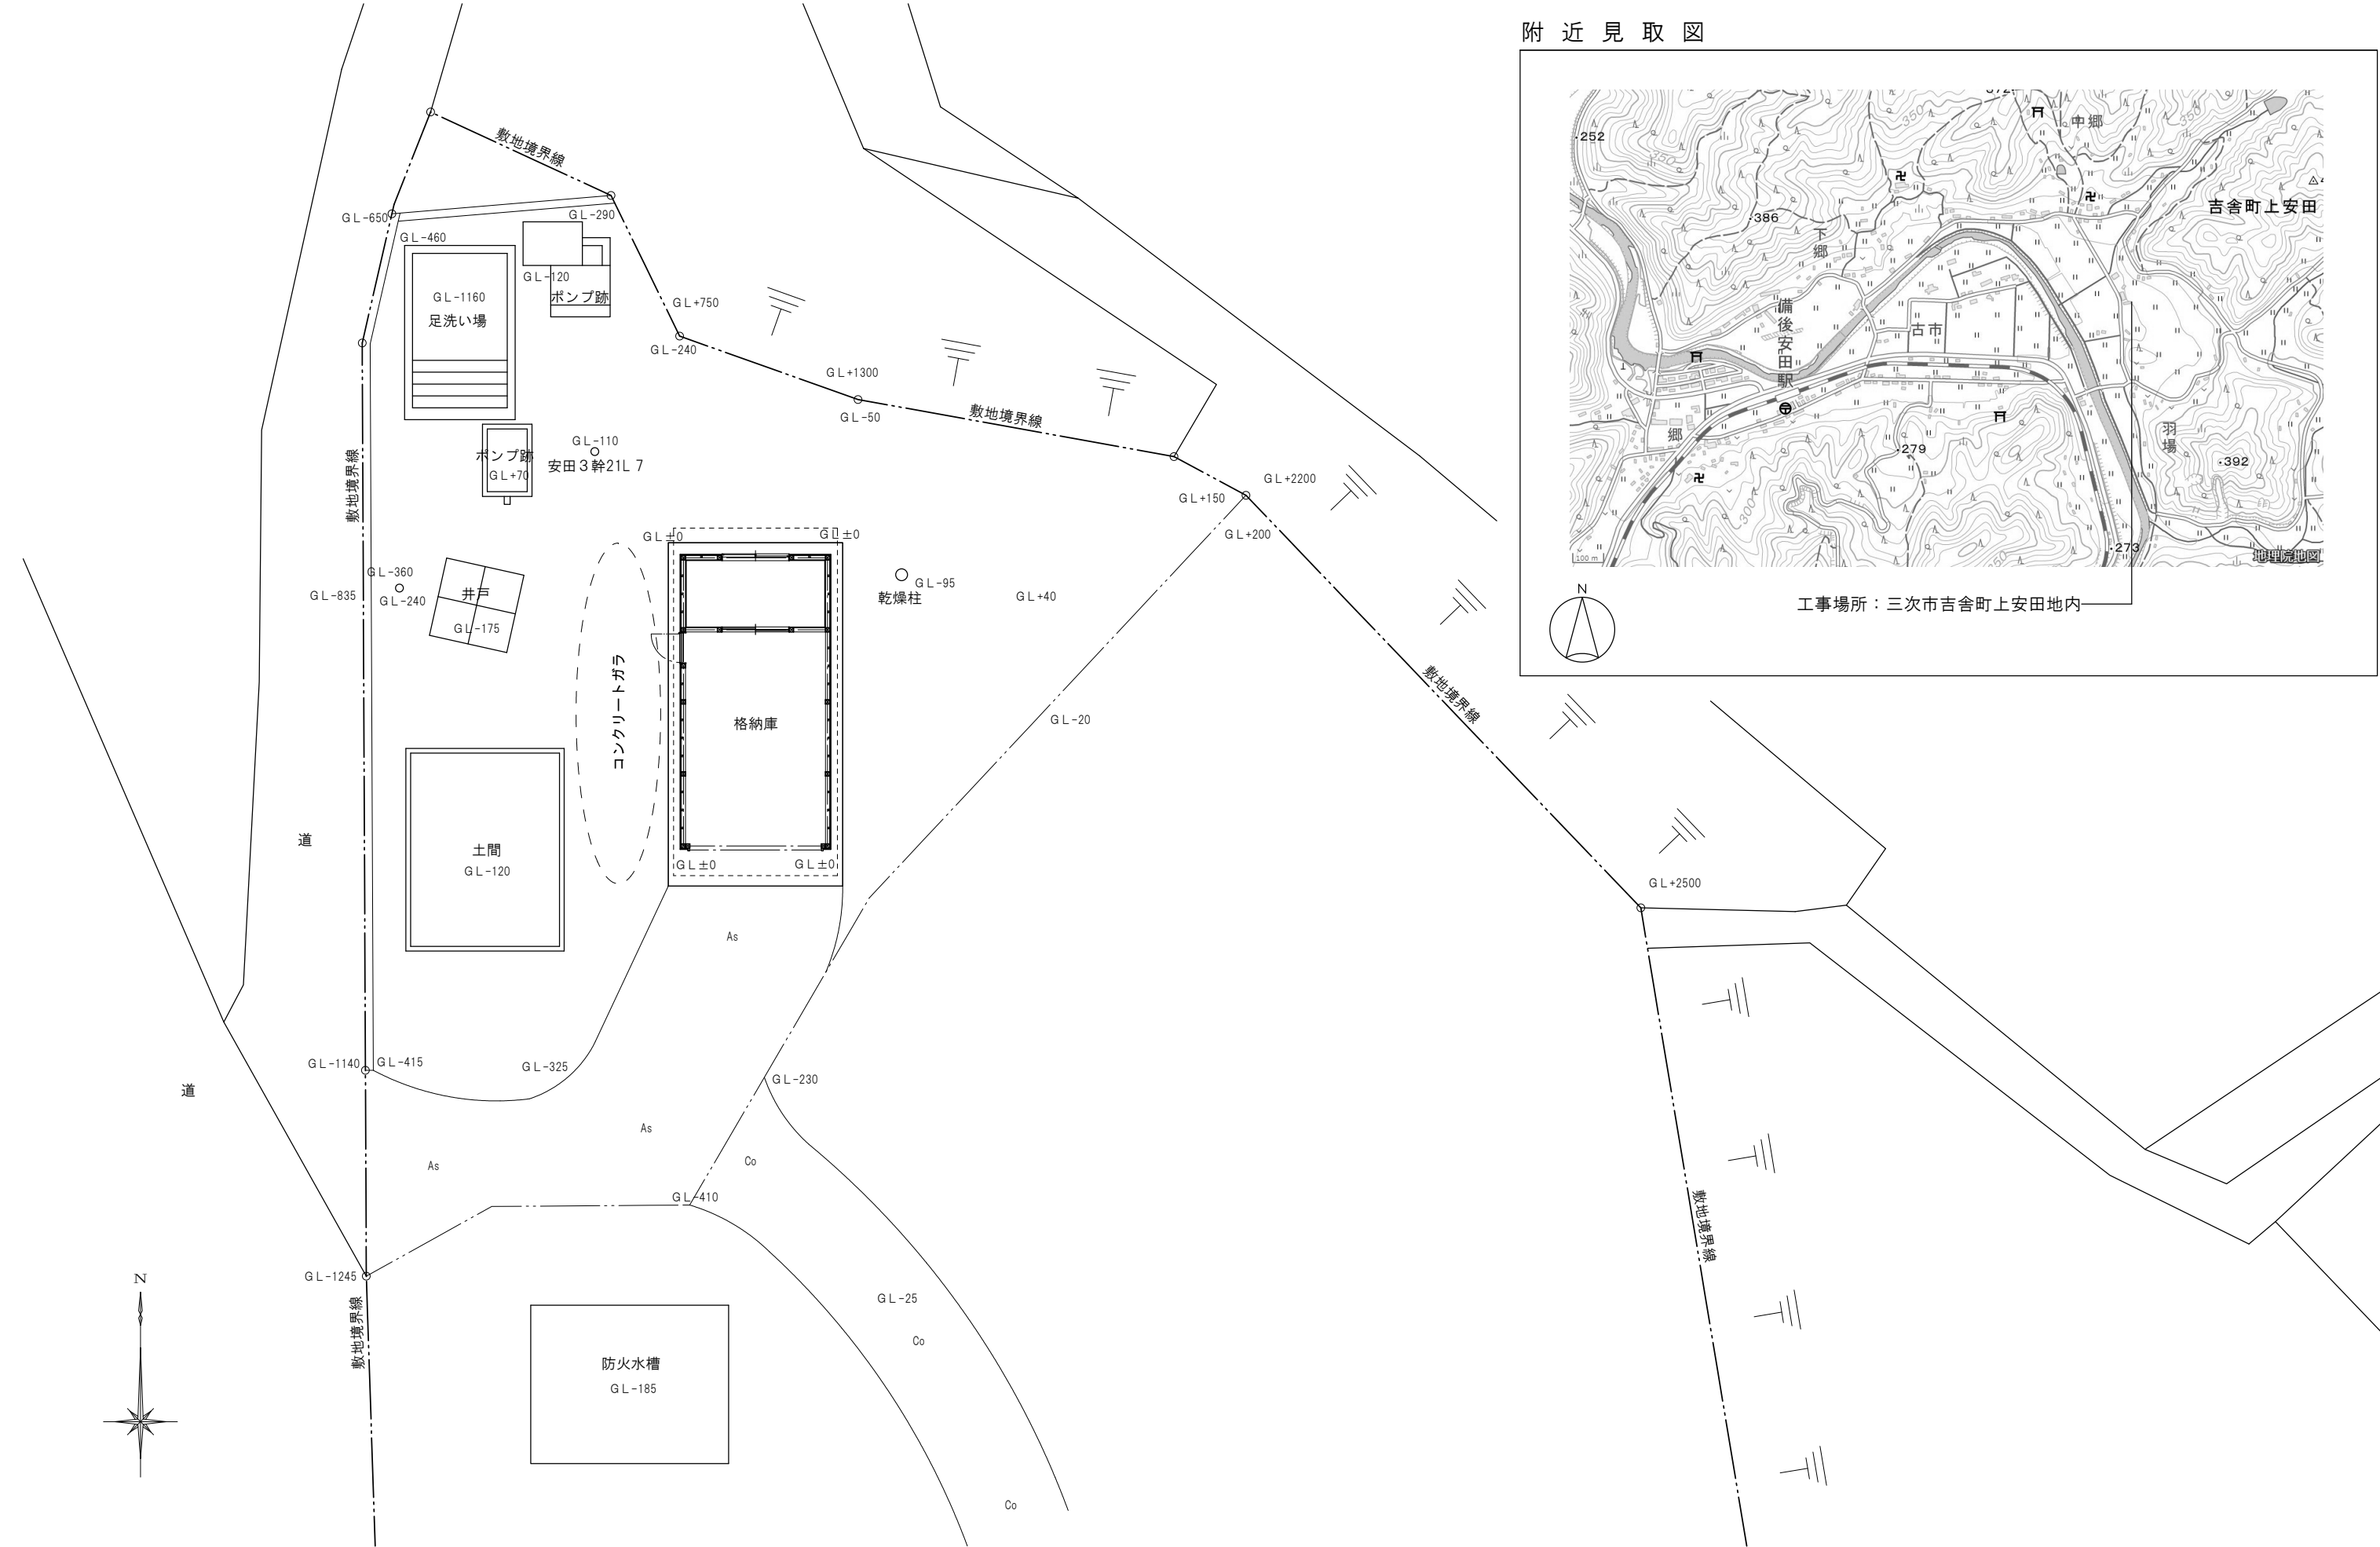 附近見取図
敷地境界線
GL-650
GL-290
GL-460
GL-120
ポンプ跡
GL-1160
足洗い場
GL+750
GL-240
GL+1300
GL-50
敷地境界線
GL-110
安田３幹21L7
ポンプ跡
GL+70
敷地境界線
GL+2200
GL+150
GL+200
GL±0
GL±0
GL-360
GL-240
GL-835
井戸
GL-175
GL-95
乾燥柱
GL+40
コンクリートガラ
格納庫
GL-20
敷地境界線
道
土間
GL-120
GL±0
GL±0
GL+2500
As
GL-1140
GL-415
GL-325
GL-230
道
As
As
Co
GL-410
敷地境界線
GL-1245
N
敷地境界線
GL-25
Co
防火水槽
GL-185
Co
372
中郷
350
350
・252
250
・386
下郷
吉舎町上安田
備後安田駅
古市
郷
・279
羽場
・392
300
・273
100m
地理院地図
N
工事場所：三次市吉舎町上安田地内